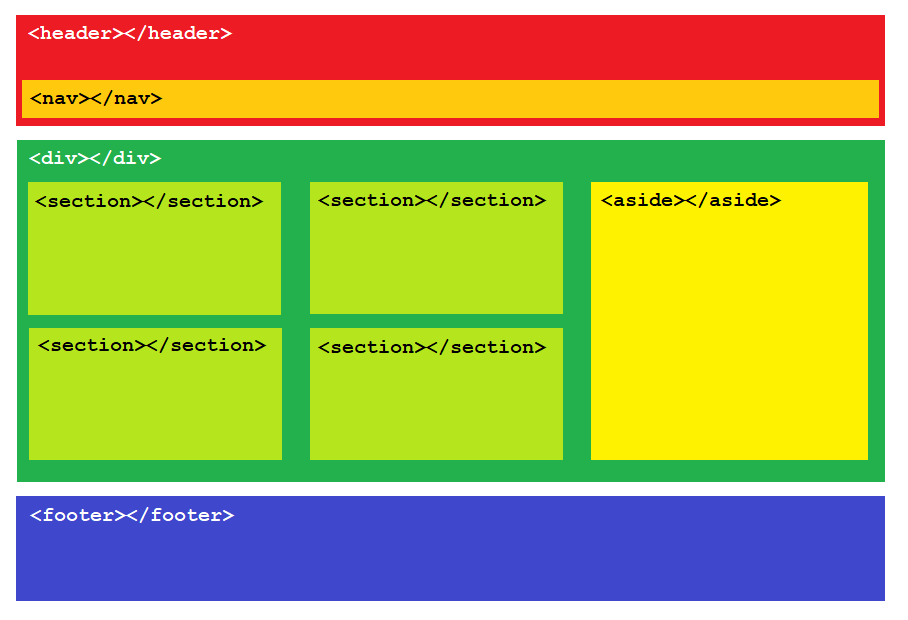 <header></header>
<nav></nav>
<div></div>
<section></section>
<section></section>
<aside></aside>
<section></section>
<section></section>
<footer></footer>